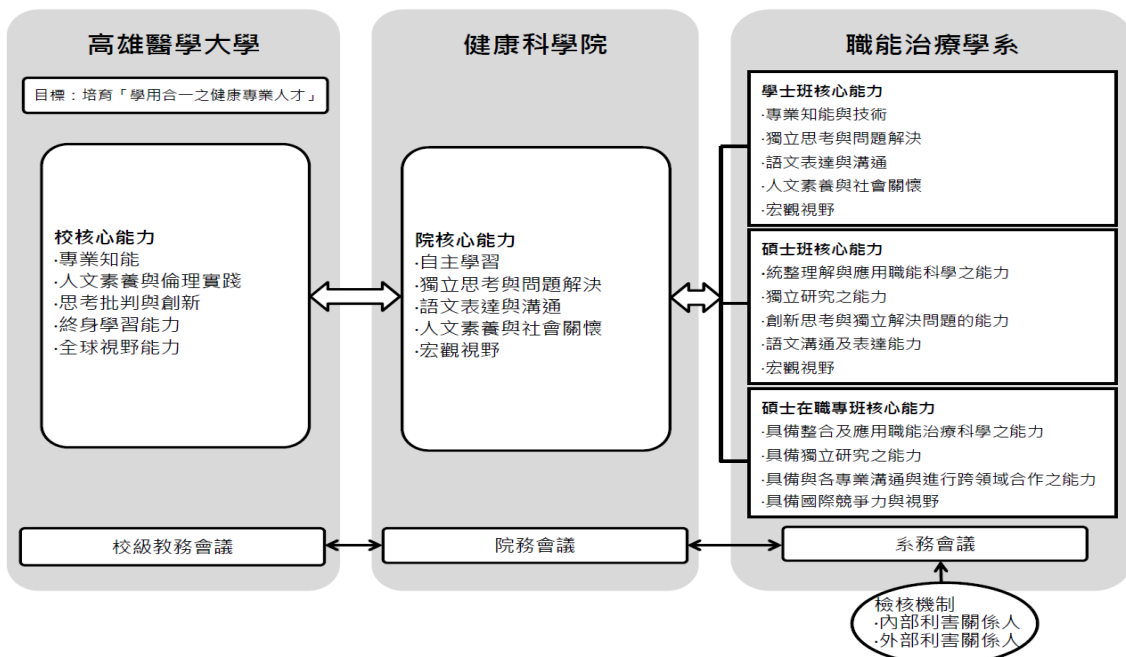 高雄醫學大學
目標：培育「學用合一之健康專業人才」
校核心能力
·專業知能
·人文素養與倫理實踐
·思考批判與創新
·終身學習能力
·全球視野能力
校級教務會議
健康科學院
院核心能力
·自主學習
·獨立思考與問題解決
·語文表達與溝通
·人文素養與社會關懷
·宏觀視野
院務會議
職能治療學系
學士班核心能力
·專業知能與技術
·獨立思考與問題解決
·語文表達與溝通
·人文素養與社會關懷
·宏觀視野
碩士班核心能力
·統整理解與應用職能科學之能力
·獨立研究之能力
·創新思考與獨立解決問題的能力
·語文溝通及表達能力
·宏觀視野
碩士在職專班核心能力
·具備整合及應用職能治療科學之能力
·具備獨立研究之能力
·具備與各專業溝通與進行跨領域合作之能力
·具備國際競爭力與視野
系務會議
檢核機制
·內部利害關係人
·外部利害關係人